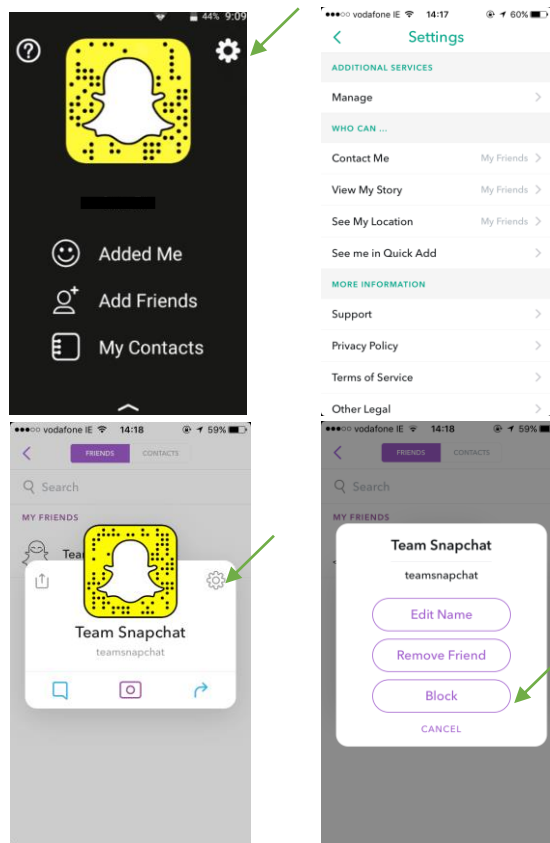 44% 9:09
?
Added Me
Add Friends
My Contacts
vodafone IE 14:17 60%
Settings
ADDITIONAL SERVICES
Manage
WHO CAN ...
Contact Me My Friends
View My Story My Friends
See My Location My Friends
See me in Quick Add
MORE INFORMATION
Support
Privacy Policy
Terms of Service
Other Legal
vodafone IE 14:18 59%
FRIENDS CONTACTS
Search
MY FRIENDS
Tea
Team Snapchat
teamsnapchat
vodafone IE 14:18 59%
FRIENDS CONTACTS
Search
MY FRIENDS
Team Snapchat
teamsnapchat
Edit Name
Remove Friend
Block
CANCEL